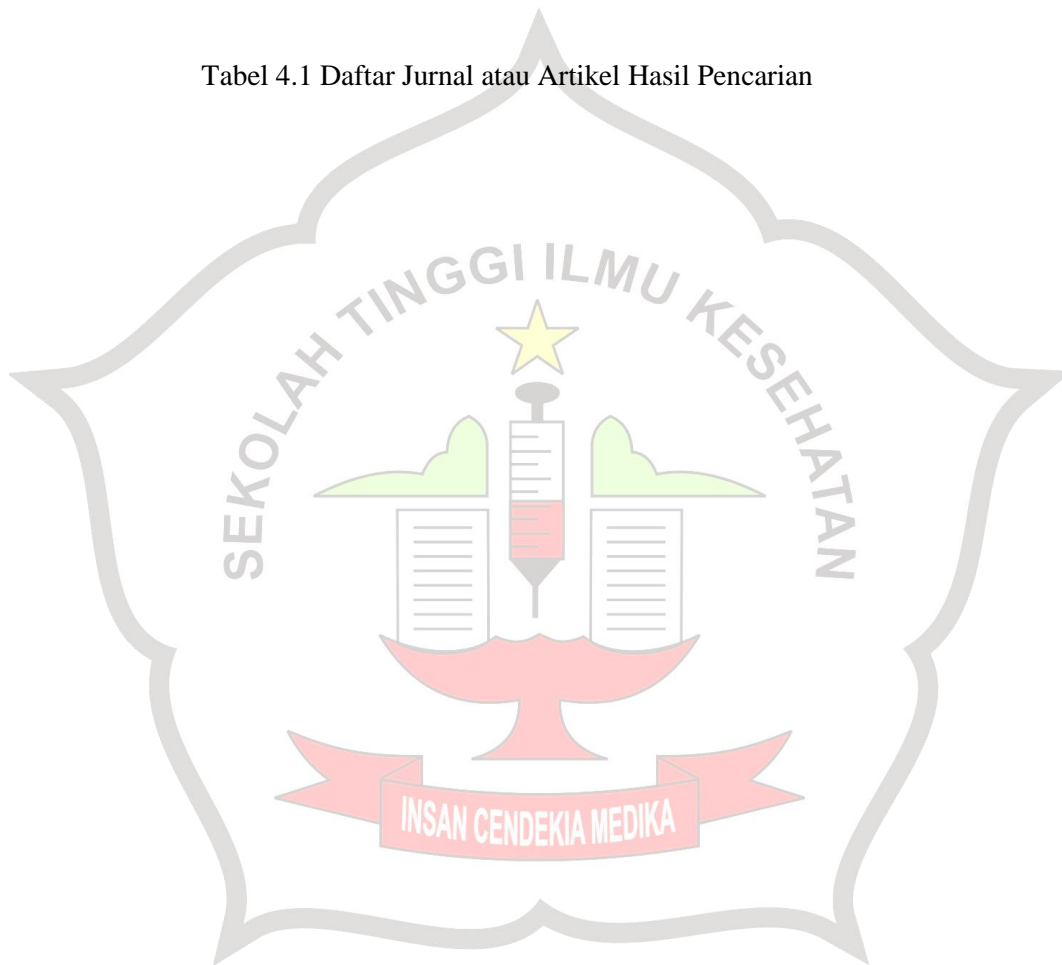 Tabel 4.1 Daftar Jurnal atau Artikel Hasil Pencarian
SEKOLAH TINGGI ILMU KESEHATAN
INSAN CENDEKIA MEDIKA